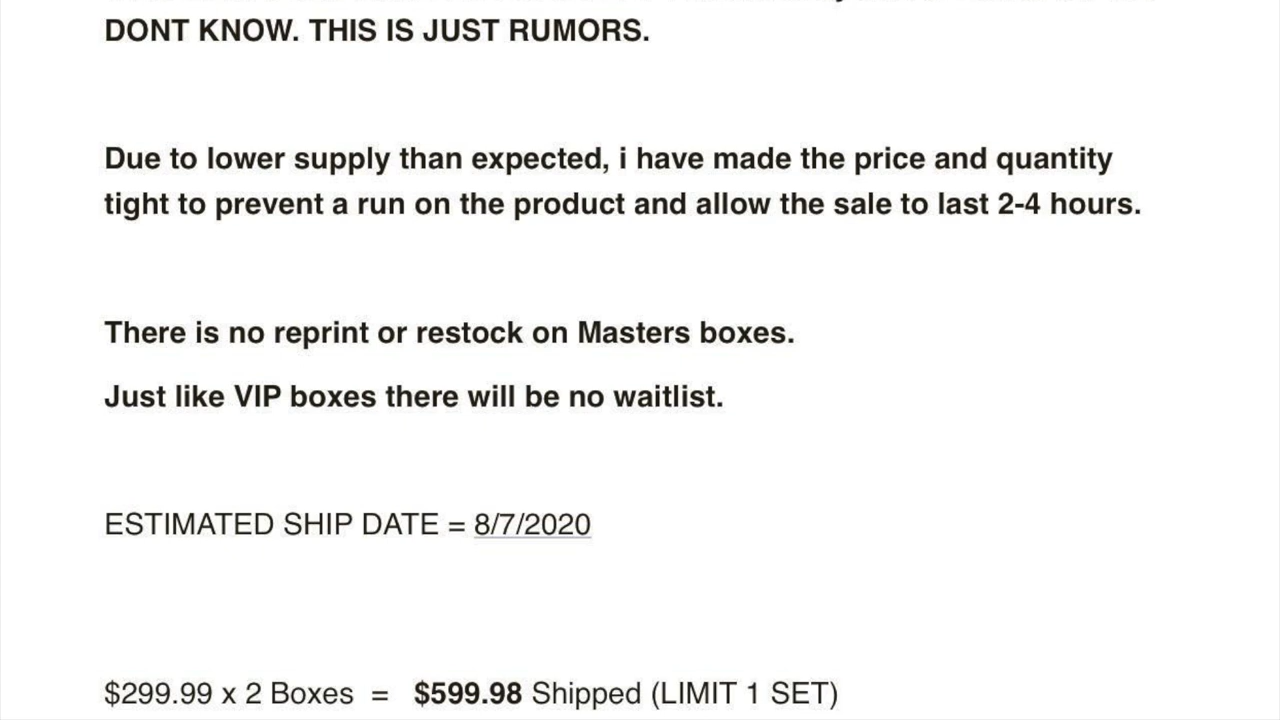 DONT KNOW. THIS IS JUST RUMORS.
Due to lower supply than expected, i have made the price and quantity
tight to prevent a run on the product and allow the sale to last 2-4 hours.
There is no reprint or restock on Masters boxes.
Just like VIP boxes there will be no waitlist.
ESTIMATED SHIP DATE = 8/7/2020
$299.99 x 2 Boxes = $599.98 Shipped (LIMIT 1 SET)